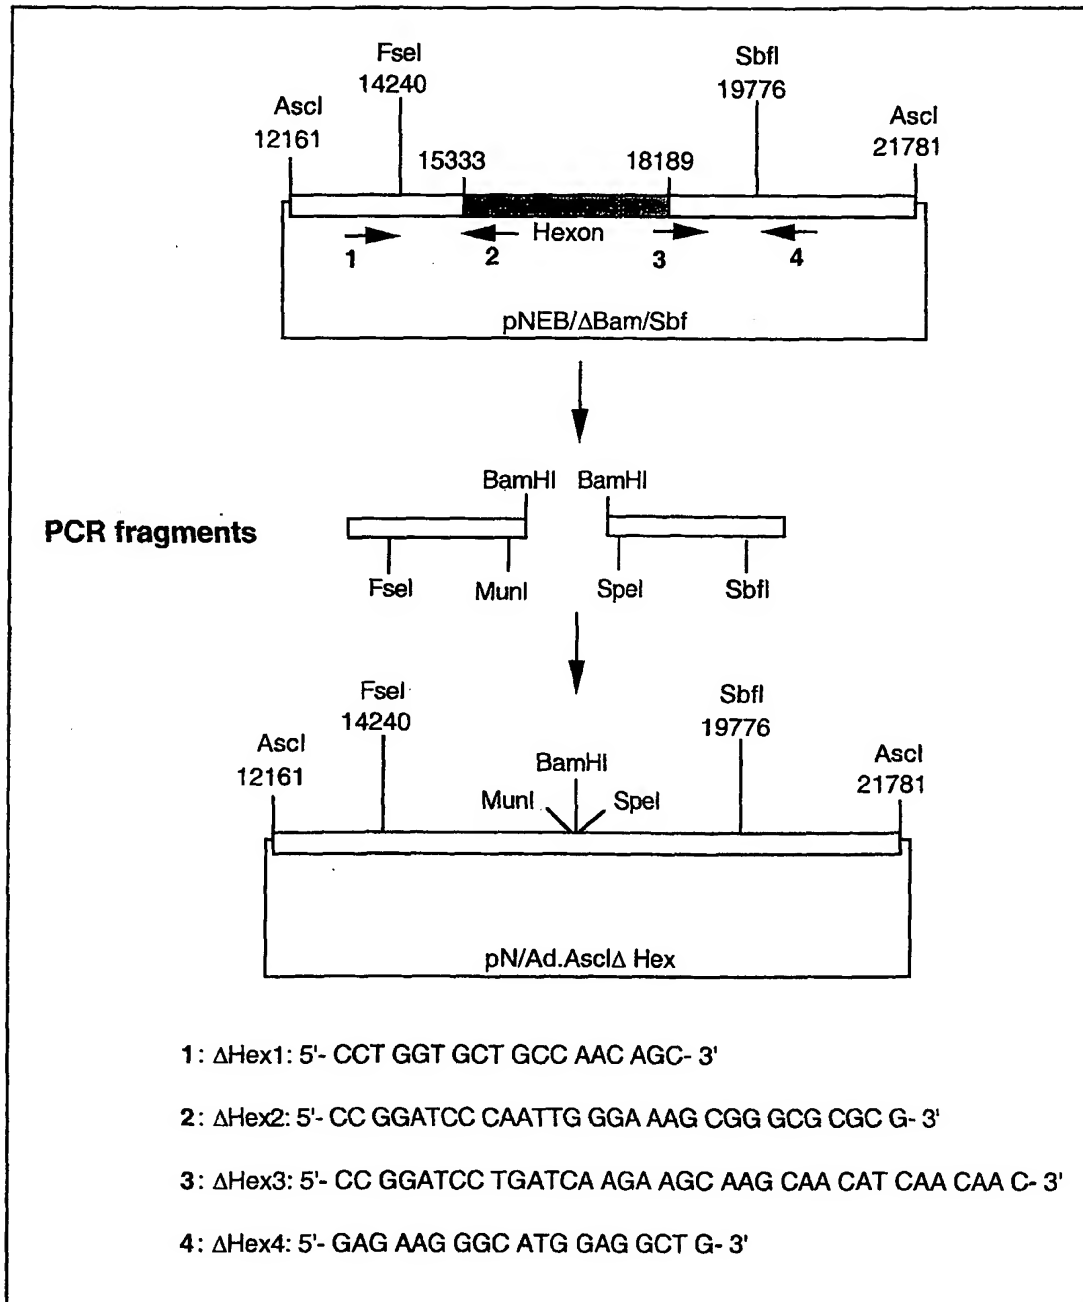 FseI
14240
SbfI
19776
AscI
12161
AscI
21781
15333
18189
Hexon
1
2
3
4
pNEB/ΔBam/Sbf
BamHI BamHI
PCR fragments
FseI
MunI
SpeI
SbfI
FseI
14240
SbfI
19776
AscI
12161
AscI
21781
BamHI
MunI
SpeI
pN/Ad.AscIΔ Hex
1: ΔHex1: 5'- CCT GGT GCT GCC AAC AGC- 3'
2: ΔHex2: 5'- CC GGATCC CAATTG GGA AAG CGG GCG CGC G- 3'
3: ΔHex3: 5'- CC GGATCC TGATCA AGA AGC AAG CAA CAT CAA CAA C- 3'
4: ΔHex4: 5'- GAG AAG GGC ATG GAG GCT G- 3'